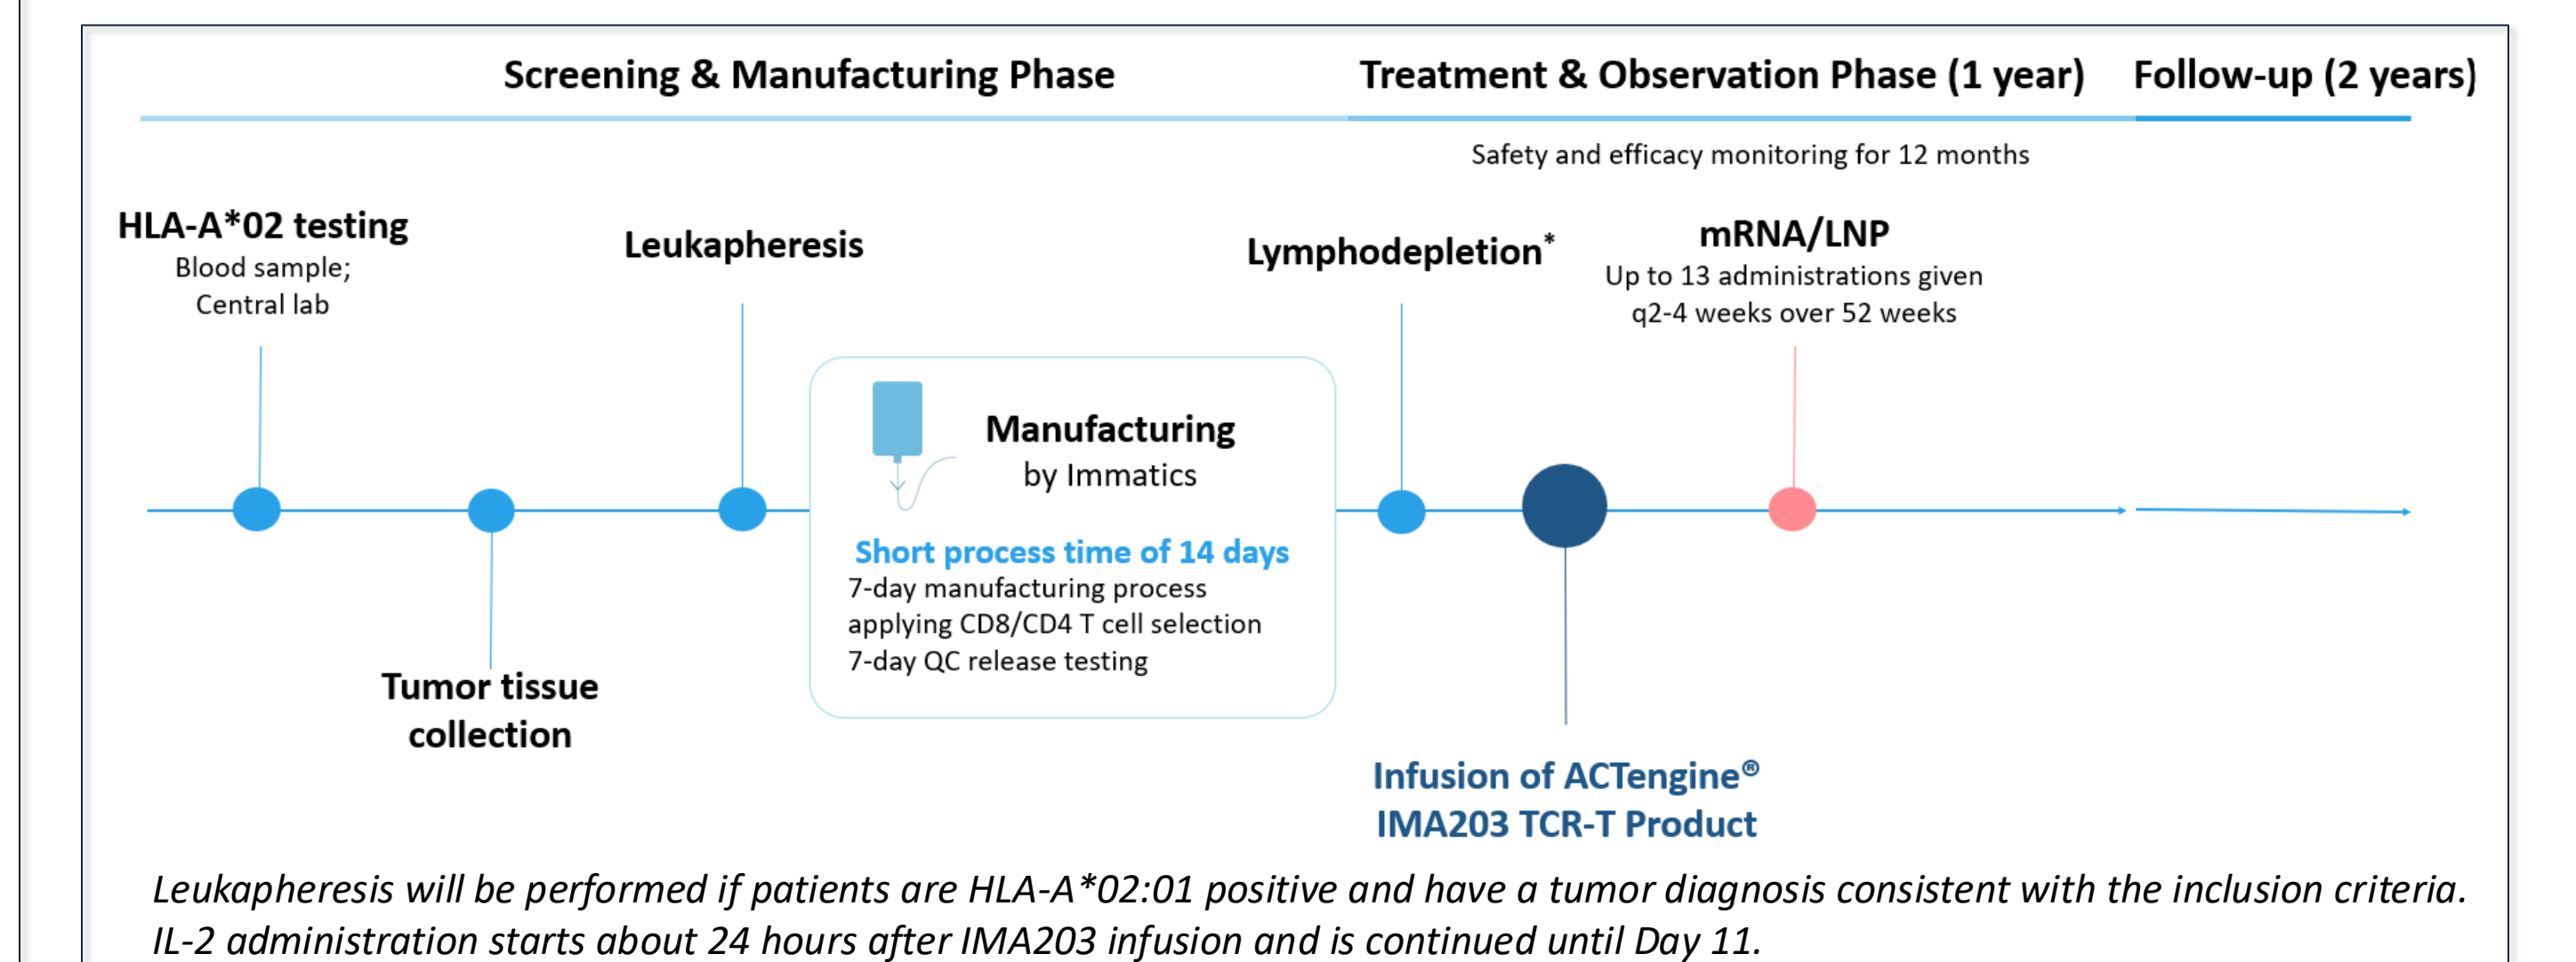 Screening & Manufacturing Phase
Treatment & Observation Phase (1 year)
Follow-up (2 years)
Safety and efficacy monitoring for 12 months
HLA-A*02 testing
Blood sample;
Central lab
Tumor tissue
collection
Leukapheresis
Manufacturing
by Immatics
Short process time of 14 days
7-day manufacturing process
applying CD8/CD4 T cell selection
7-day QC release testing
Lymphodepletion*
Infusion of ACTengine®
IMA203 TCR-T Product
mRNA/LNP
Up to 13 administrations given
q2-4 weeks over 52 weeks
Leukapheresis will be performed if patients are HLA-A*02:01 positive and have a tumor diagnosis consistent with the inclusion criteria.
IL-2 administration starts about 24 hours after IMA203 infusion and is continued until Day 11.